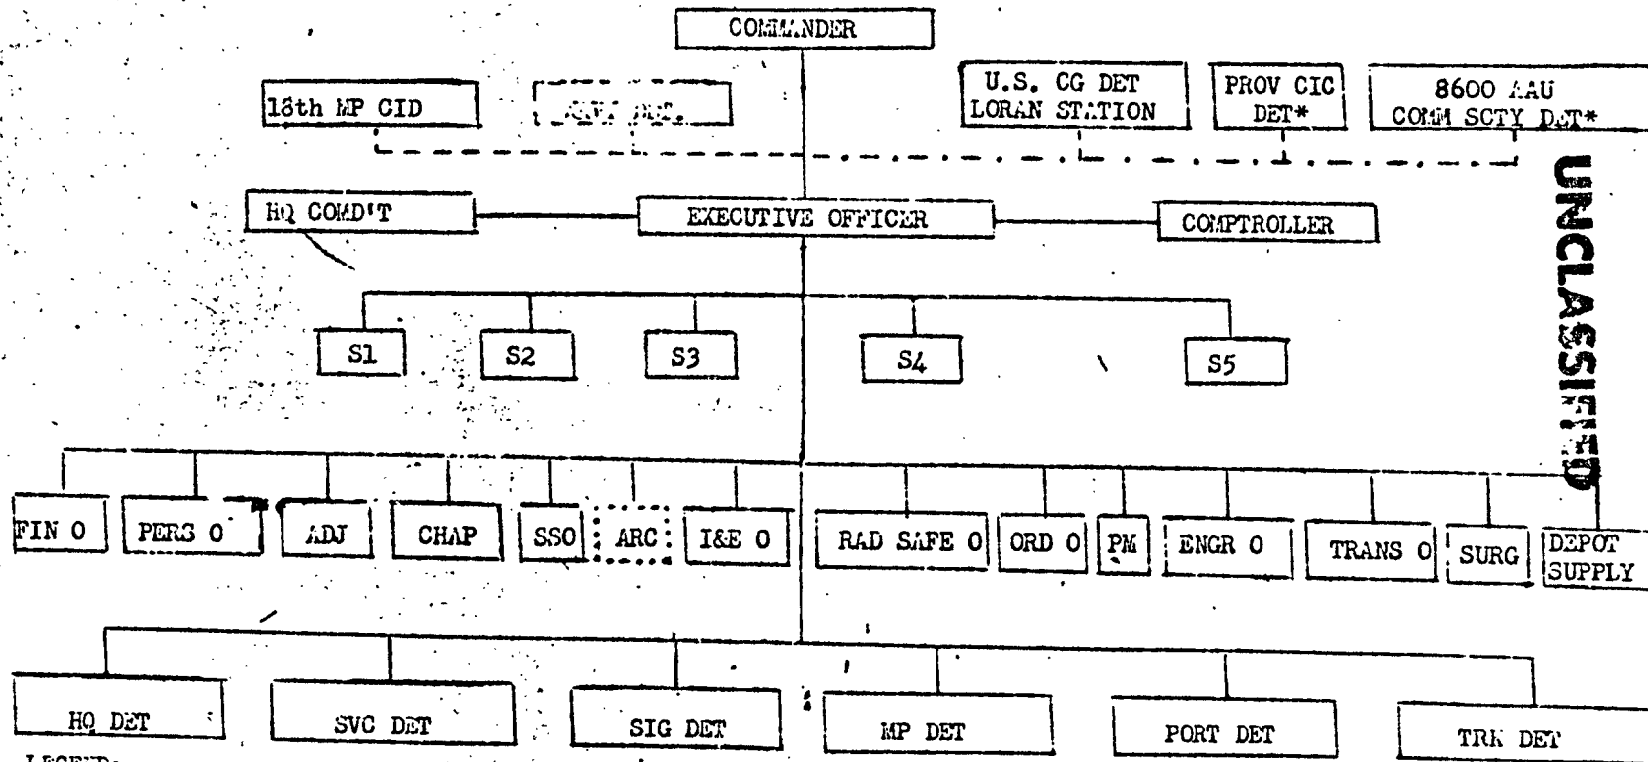 COMMANDER
18th MP CID
U.S. CG DET
LORAN STATION
PROV CIC
DET*
8600 AAU
COMM SCTY DET*
UNCLASSIFIED
HQ COMD'T
EXECUTIVE OFFICER
COMPTROLLER
S1
S2
S3
S4
S5
FIN O
PERS O
ADJ
CHAP
SSO
ARC
I&E O
RAD SAFE O
ORD O
PM
ENGR O
TRANS O
SURG
DEPOT
SUPPLY
HQ DET
SVC DET
SIG DET
MP DET
PORT DET
TRK DET